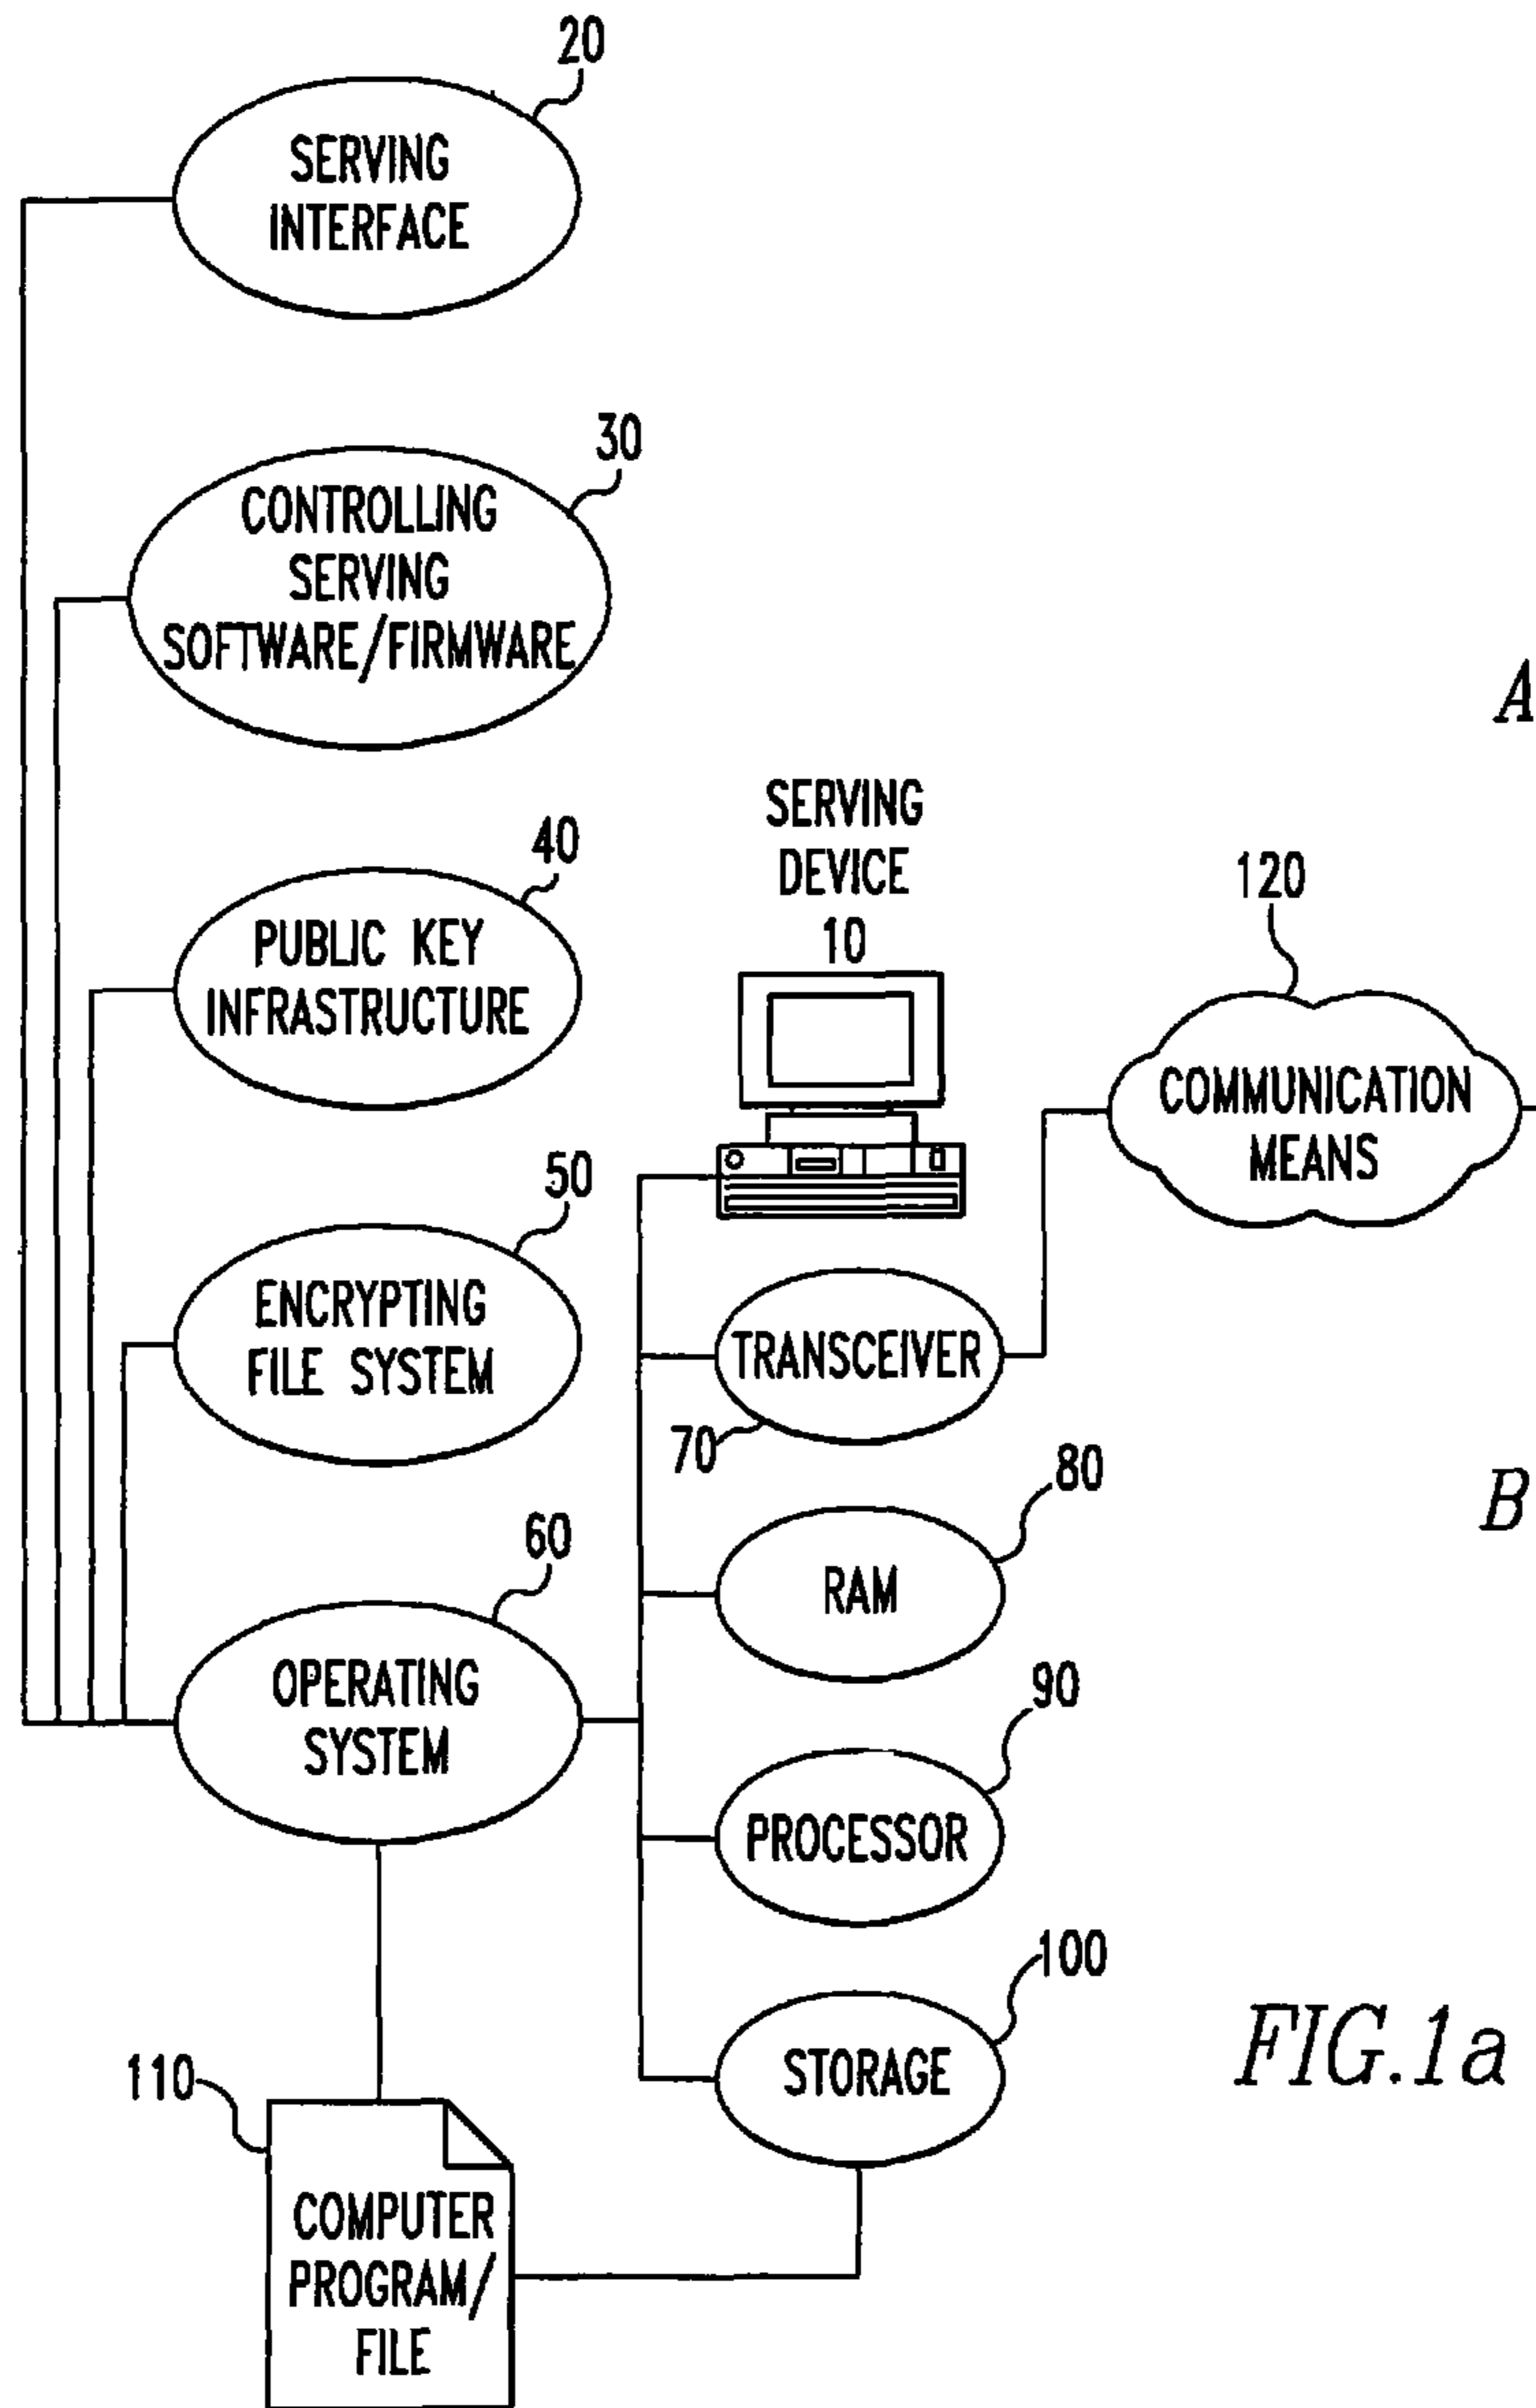 20
SERVING
INTERFACE
30
CONTROLLING
SERVING
SOFTWARE/FIRMWARE
A
40
PUBLIC KEY
INFRASTRUCTURE
SERVING
DEVICE
10
120
COMMUNICATION
MEANS
50
ENCRYPTING
FILE SYSTEM
TRANSCEIVER
70
80
RAM
B
60
OPERATING
SYSTEM
90
PROCESSOR
100
STORAGE
FIG.1a
110
COMPUTER
PROGRAM/
FILE